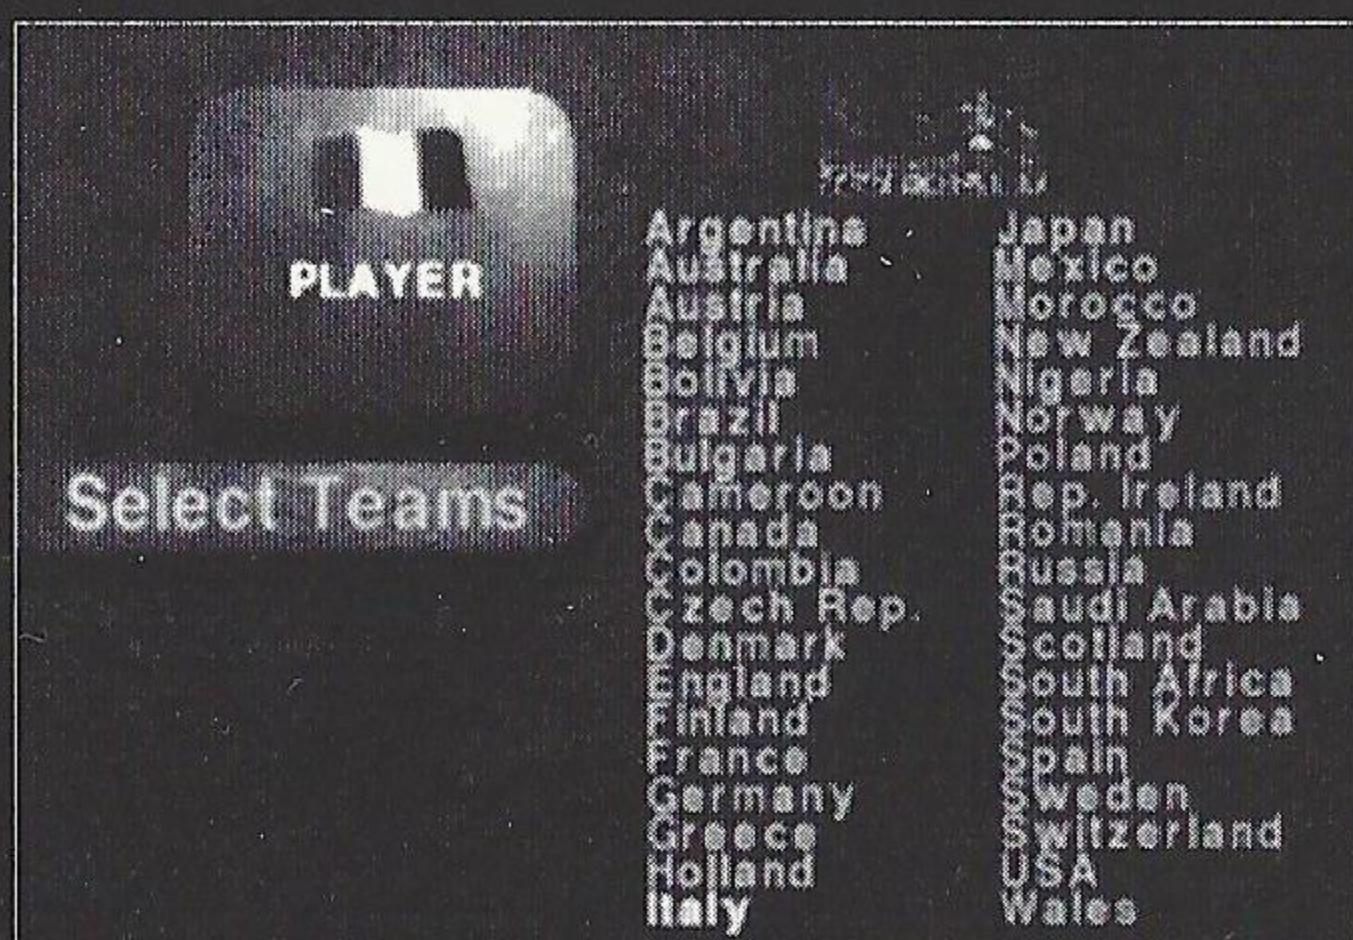 PLAYER
Select Teams
Argentina
Australia
Austria
Belgium
Bolivia
Brazil
Bulgaria
Cameroon
Canada
Colombia
Czech Rep.
Denmark
England
Finland
France
Germany
Greece
Holland
Italy
Japan
Mexico
Morocco
New Zealand
Nigeria
Norway
Poland
Rep. Ireland
Romania
Russia
Saudi Arabia
Scotland
South Africa
South Korea
Spain
Sweden
Switzerland
USA
Wales